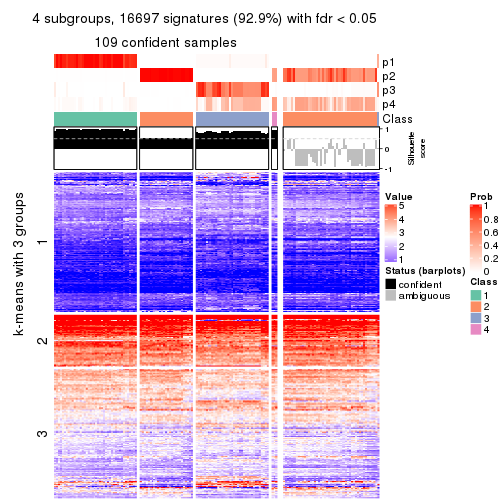 4 subgroups, 16697 signatures (92.9%) with fdr < 0.05
109 confident samples
p1
p2
p3
p4
Class
1
0
-1
Silhouette
score
k-means with 3 groups
1
2
3
Value
5
4
3
2
1
Status (barplots)
confident
ambiguous
Prob
1
0.8
0.6
0.4
0.2
0
Class
1
2
3
4